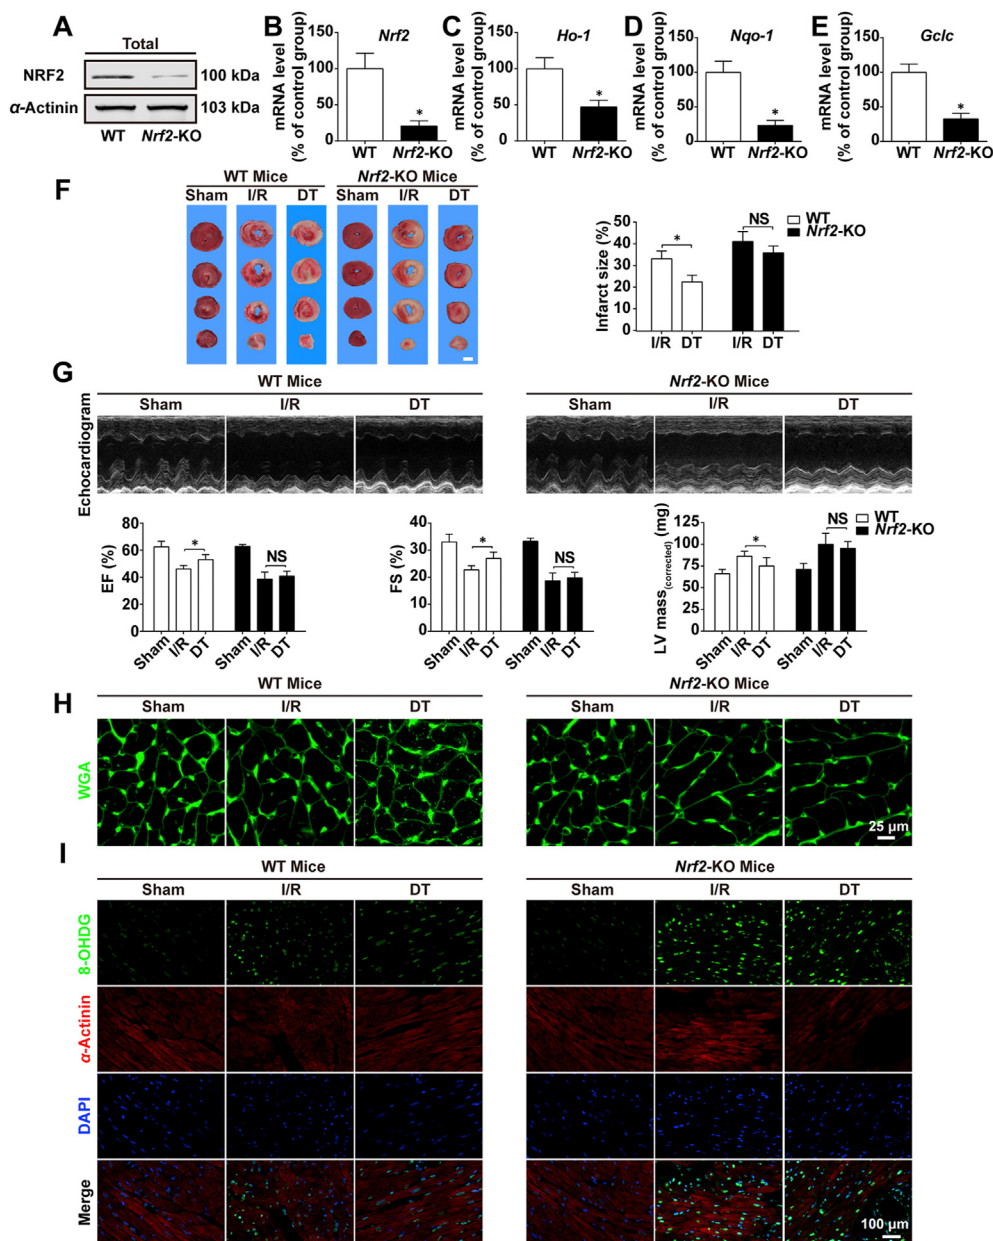 A
Total
NRF2
100 kDa
α-Actinin
103 kDa
WT Nrf2-KO
B
Nrf2
mRNA level
(% of control group)
150
100
50
0
*
WT
Nrf2-KO
C
Ho-1
mRNA level
(% of control group)
150
100
50
0
*
WT
Nrf2-KO
D
Nqo-1
mRNA level
(% of control group)
150
100
50
0
*
WT
Nrf2-KO
E
Gclc
mRNA level
(% of control group)
150
100
50
0
*
WT
Nrf2-KO
F
WT Mice
Nrf2-KO Mice
Sham I/R DT Sham I/R DT
Infarct size (%)
50
40
30
20
10
0
*
NS
WT
Nrf2-KO
I/R DT I/R DT
G
WT Mice
Nrf2-KO Mice
Sham I/R DT Sham I/R DT
Echocardiogram
EF (%)
80
60
40
20
0
*
NS
Sham I/R DT Sham I/R DT
FS (%)
40
30
20
10
0
*
NS
Sham I/R DT Sham I/R DT
LV mass(corrected) (mg)
125
100
75
50
25
0
*
NS
WT
Nrf2-KO
Sham I/R DT Sham I/R DT
H
WT Mice
Nrf2-KO Mice
Sham I/R DT Sham I/R DT
WGA
25 µm
I
WT Mice
Nrf2-KO Mice
Sham I/R DT Sham I/R DT
8-OHDG
α-Actinin
DAPI
Merge
100 µm